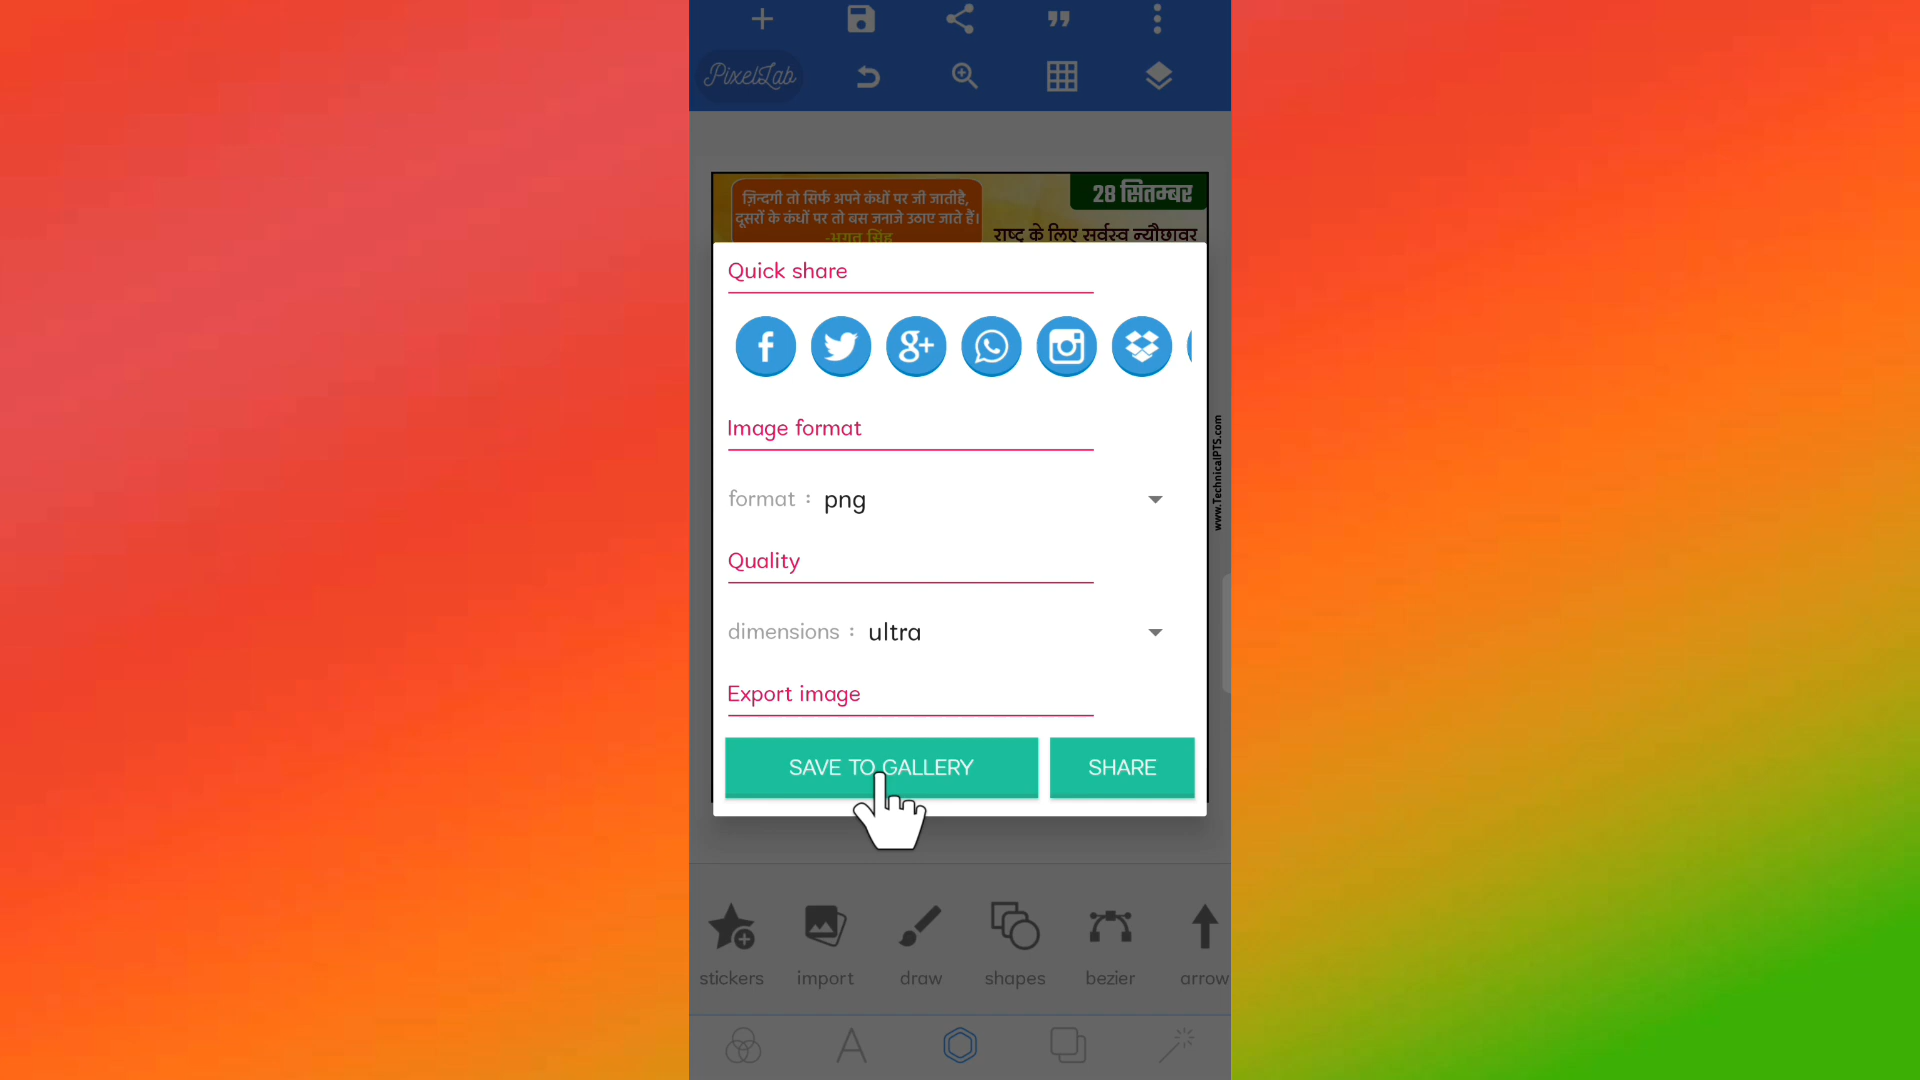 PixelLab
ज़िन्दगी तो सिर्फ अपने कंधों पर जी जातीहै,
दूसरों के कंधों पर तो बस जनाजे उठाए जाते हैं।
-भगत सिंह
28 सितम्बर
राष्ट्र के लिए सर्वस्व न्यौछावर
Quick share
Image format
format : png
Quality
dimensions : ultra
Export image
SAVE TO GALLERY
SHARE
www.TechnicalPTS.com
stickers
import
draw
shapes
bezier
arrow